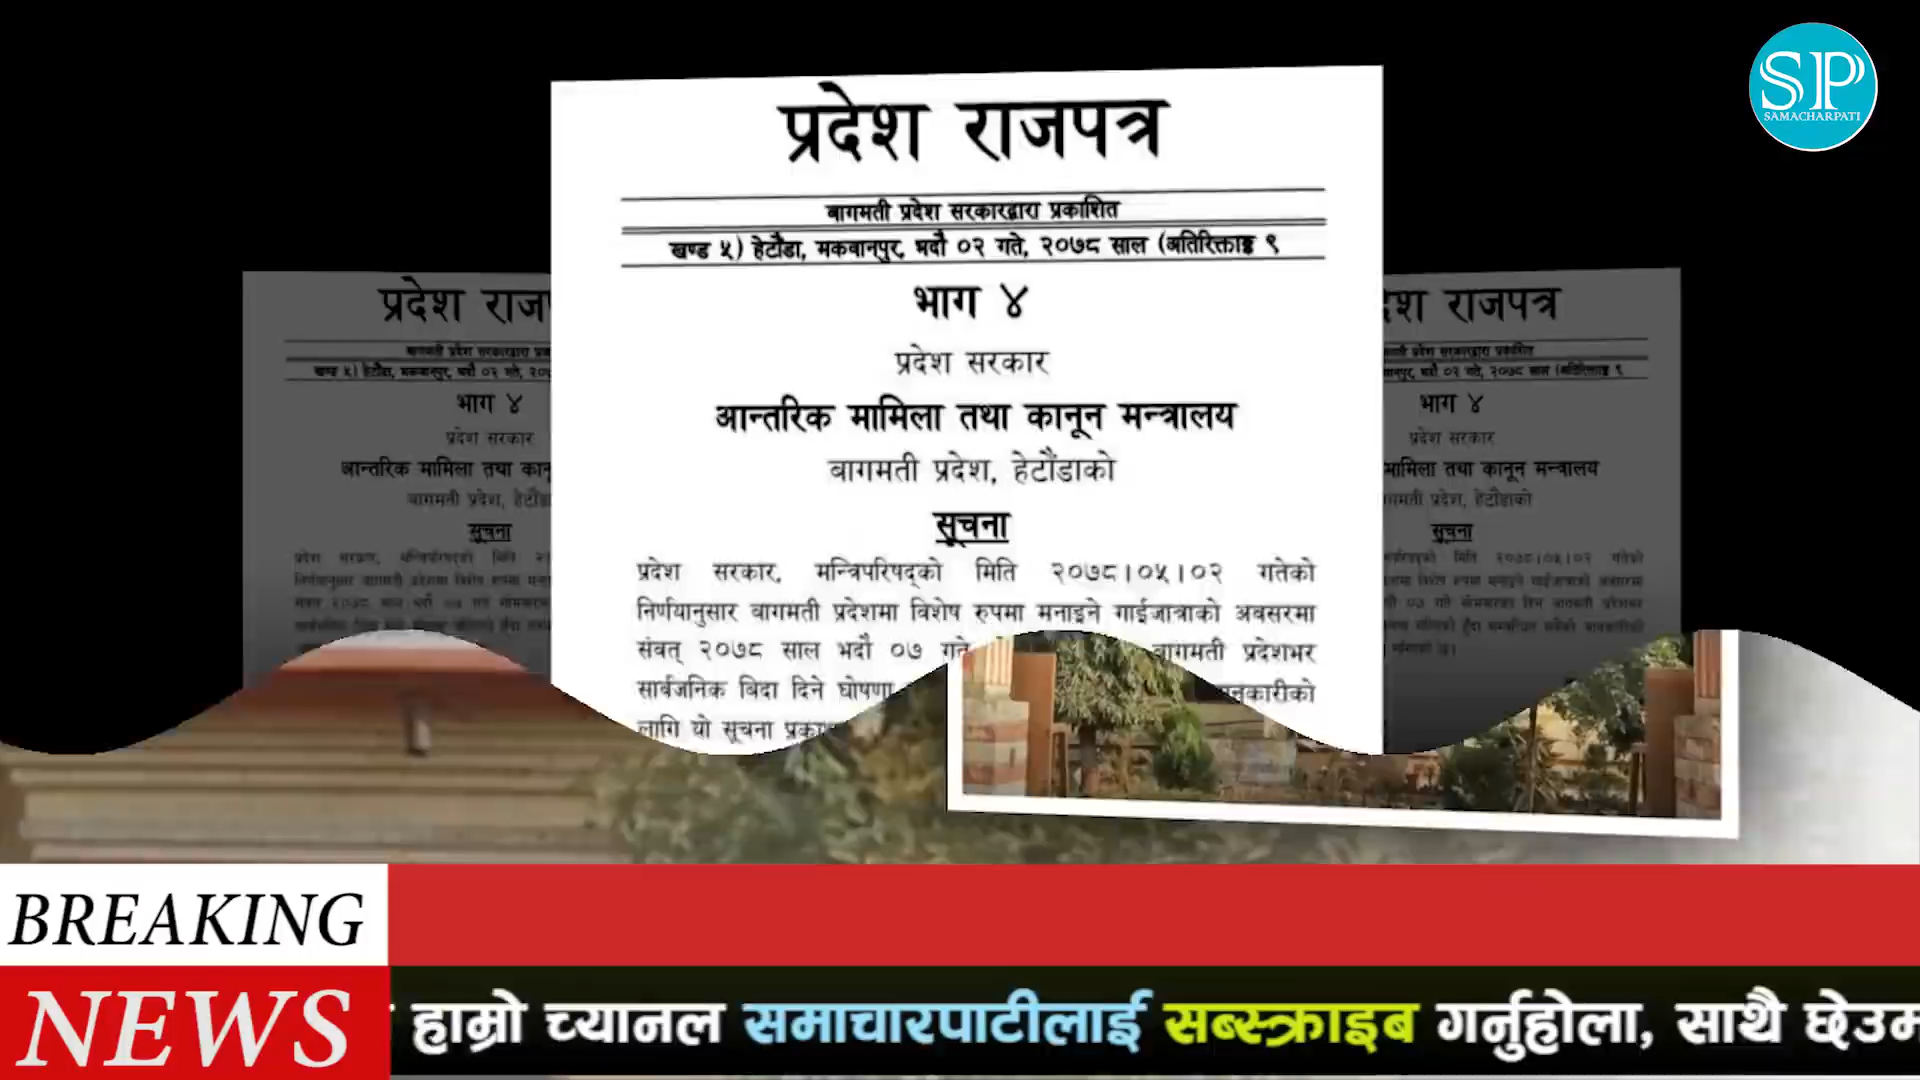 SP
SAMACHARPATI
प्रदेश राजपत्र
बागमती प्रदेश सरकारद्वारा प्रकाशित
खण्ड ५) हेटौंडा, मकवानपुर, भदौ ०२ गते, २०७८ साल (अतिरिक्ताङ्क ९
भाग ४
प्रदेश सरकार
आन्तरिक मामिला तथा कानून मन्त्रालय
बागमती प्रदेश, हेटौंडाको
सूचना
प्रदेश सरकार, मन्त्रिपरिषद्को मिति २०७८।०५।०२ गतेको
निर्णयानुसार बागमती प्रदेशमा विशेष रुपमा मनाइने गाईजात्राको अवसरमा
संवत् २०७८ साल भदौ ०७ गते बागमती प्रदेशभर
सार्वजनिक बिदा दिने घोषणा
लागि यो सूचना
BREAKING
NEWS
हाम्रो च्यानल समाचारपाटीलाई सब्स्क्राइब गर्नुहोला, साथै